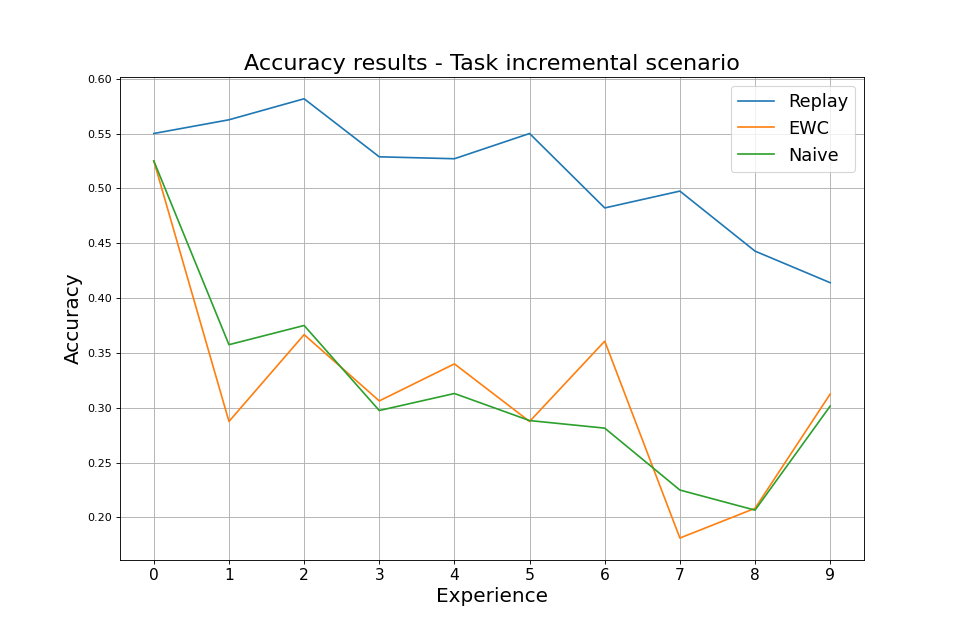 Accuracy results - Task incremental scenario
Replay
EWC
Naive
Accuracy
0.60
0.55
0.50
0.45
0.40
0.35
0.30
0.25
0.20
0 1 2 3 4 5 6 7 8 9
Experience